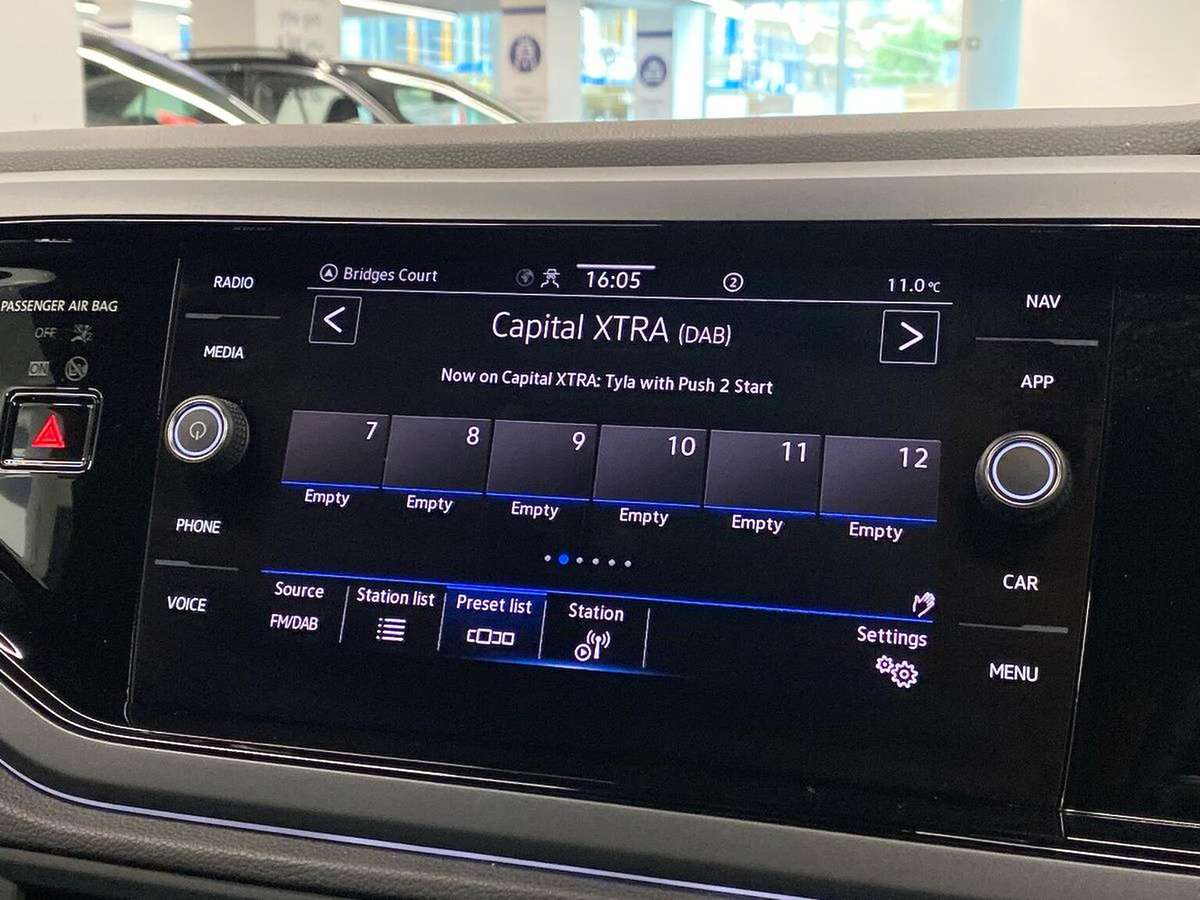 PASSENGER AIR BAG
OFF
ON
RADIO
MEDIA
PHONE
VOICE
Bridges Court
16:05
2
11.0 °C
<
Capital XTRA (DAB)
>
Now on Capital XTRA: Tyla with Push 2 Start
7 8 9 10 11 12
Empty Empty Empty Empty Empty Empty
Source
FM/DAB
Station list
Preset list
Station
Settings
NAV
APP
CAR
MENU